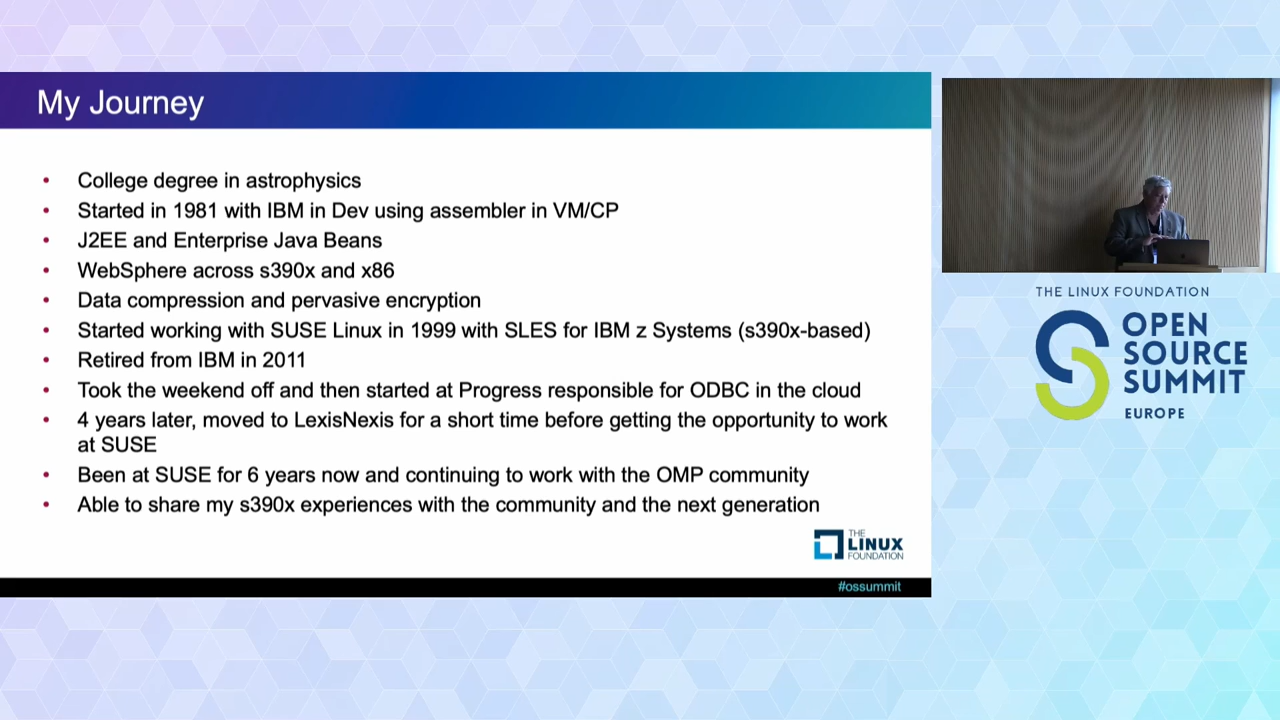 My Journey
• College degree in astrophysics
• Started in 1981 with IBM in Dev using assembler in VM/CP
• J2EE and Enterprise Java Beans
• WebSphere across s390x and x86
• Data compression and pervasive encryption
• Started working with SUSE Linux in 1999 with SLES for IBM z Systems (s390x-based)
• Retired from IBM in 2011
• Took the weekend off and then started at Progress responsible for ODBC in the cloud
• 4 years later, moved to LexisNexis for a short time before getting the opportunity to work
at SUSE
• Been at SUSE for 6 years now and continuing to work with the OMP community
• Able to share my s390x experiences with the community and the next generation
THE
LINUX
FOUNDATION
#ossummit
THE LINUX FOUNDATION
OPEN
SOURCE
SUMMIT
EUROPE